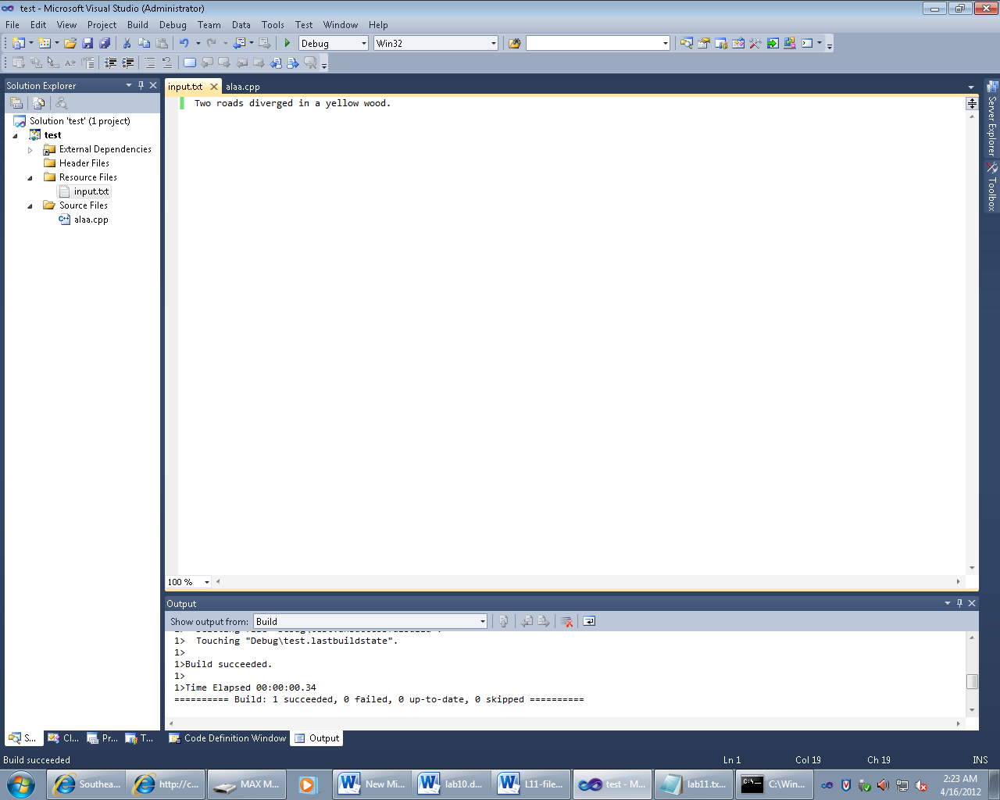 test - Microsoft Visual Studio (Administrator)
File Edit View Project Build Debug Team Data Tools Test Window Help
Debug Win32
Solution Explorer
input.txt alaa.cpp
Two roads diverged in a yellow wood.
Solution 'test' (1 project)
test
External Dependencies
Header Files
Resource Files
input.txt
Source Files
alaa.cpp
Server Explorer
Toolbox
100 %
Output
Show output from: Build
1> Touching "Debug\test.lastbuildstate".
1>
1>Build succeeded.
1>
1>Time Elapsed 00:00:00.34
========== Build: 1 succeeded, 0 failed, 0 up-to-date, 0 skipped ==========
S... Cl... Pr... T... Code Definition Window Output
Build succeeded Ln 1 Col 19 Ch 19 INS
Southea... http://c... MAX M... New Mi... lab10.d... L11-file... test - M... lab11.tx... C:\Win... 2:23 AM
4/16/2012